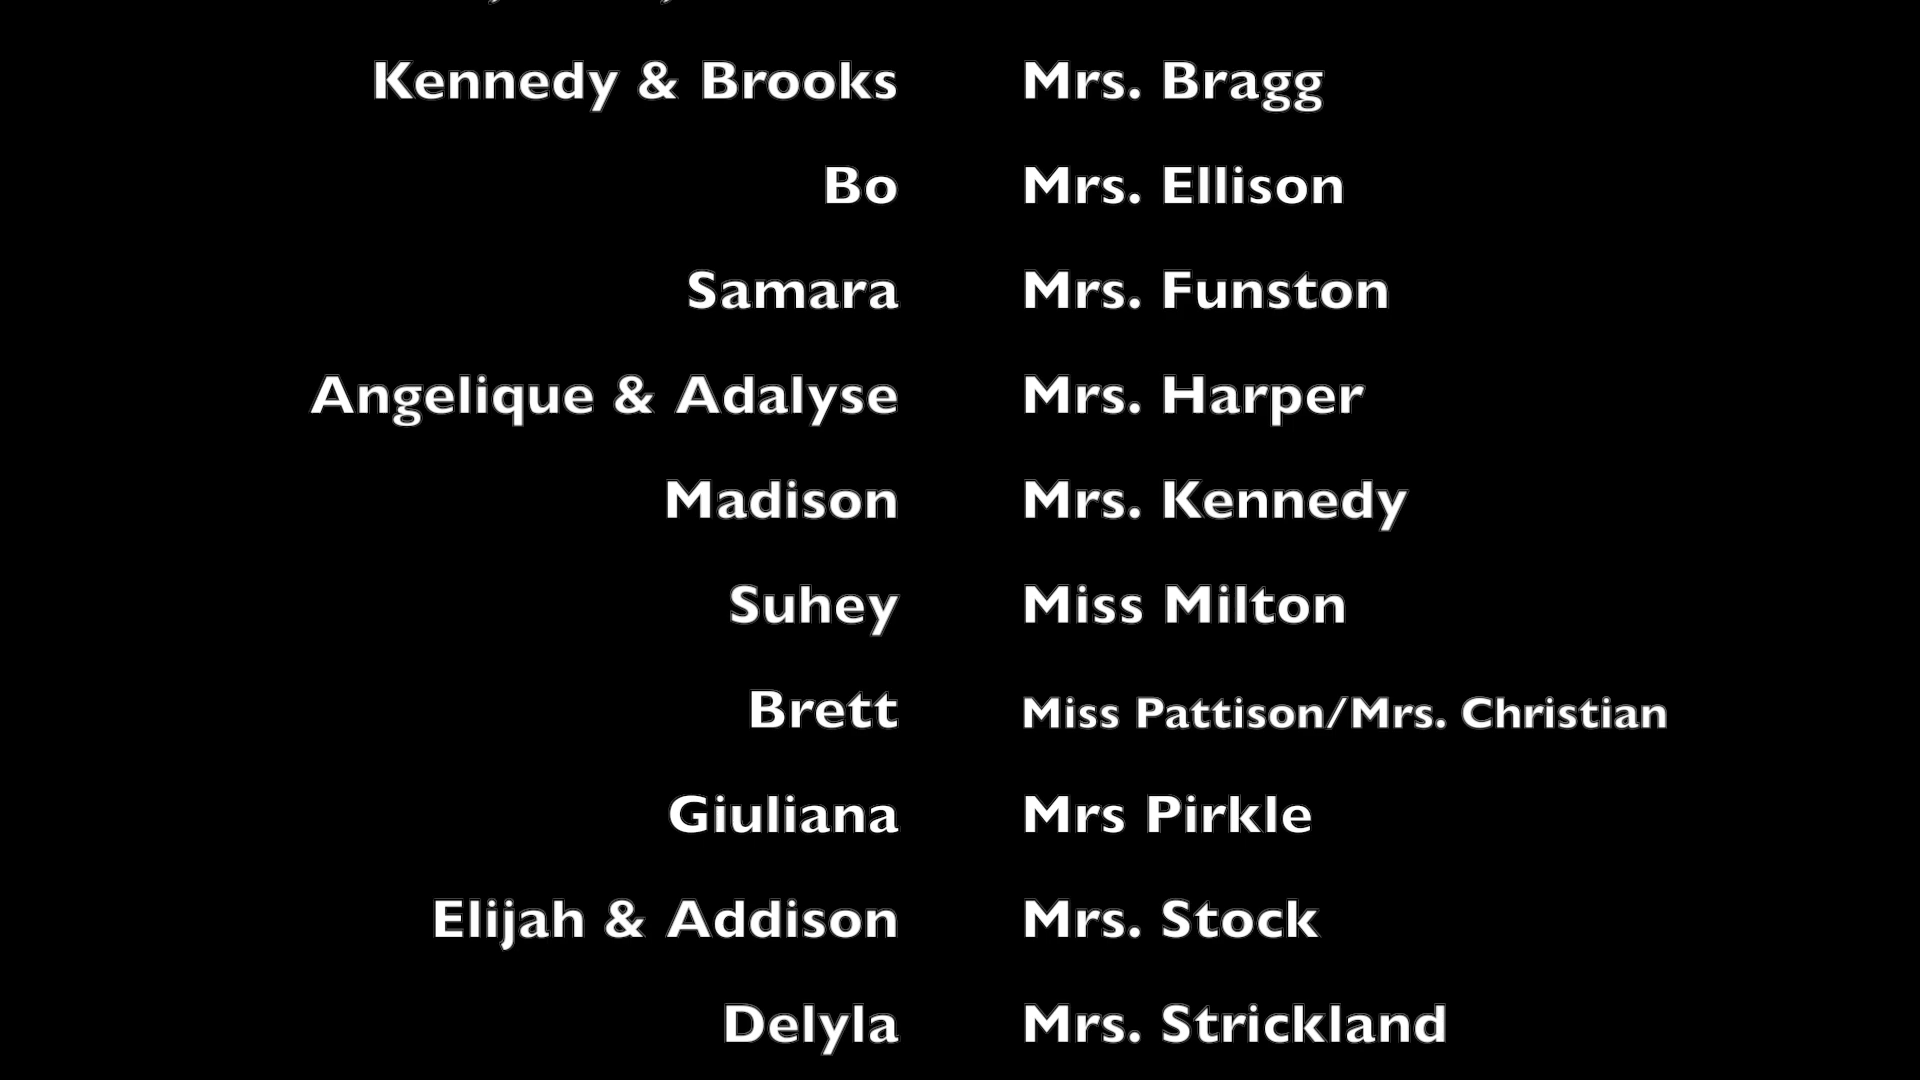 Kennedy & Brooks Mrs. Bragg
Bo Mrs. Ellison
Samara Mrs. Funston
Angelique & Adalyse Mrs. Harper
Madison Mrs. Kennedy
Suhey Miss Milton
Brett Miss Pattison/Mrs. Christian
Giuliana Mrs Pirkle
Elijah & Addison Mrs. Stock
Delyla Mrs. Strickland